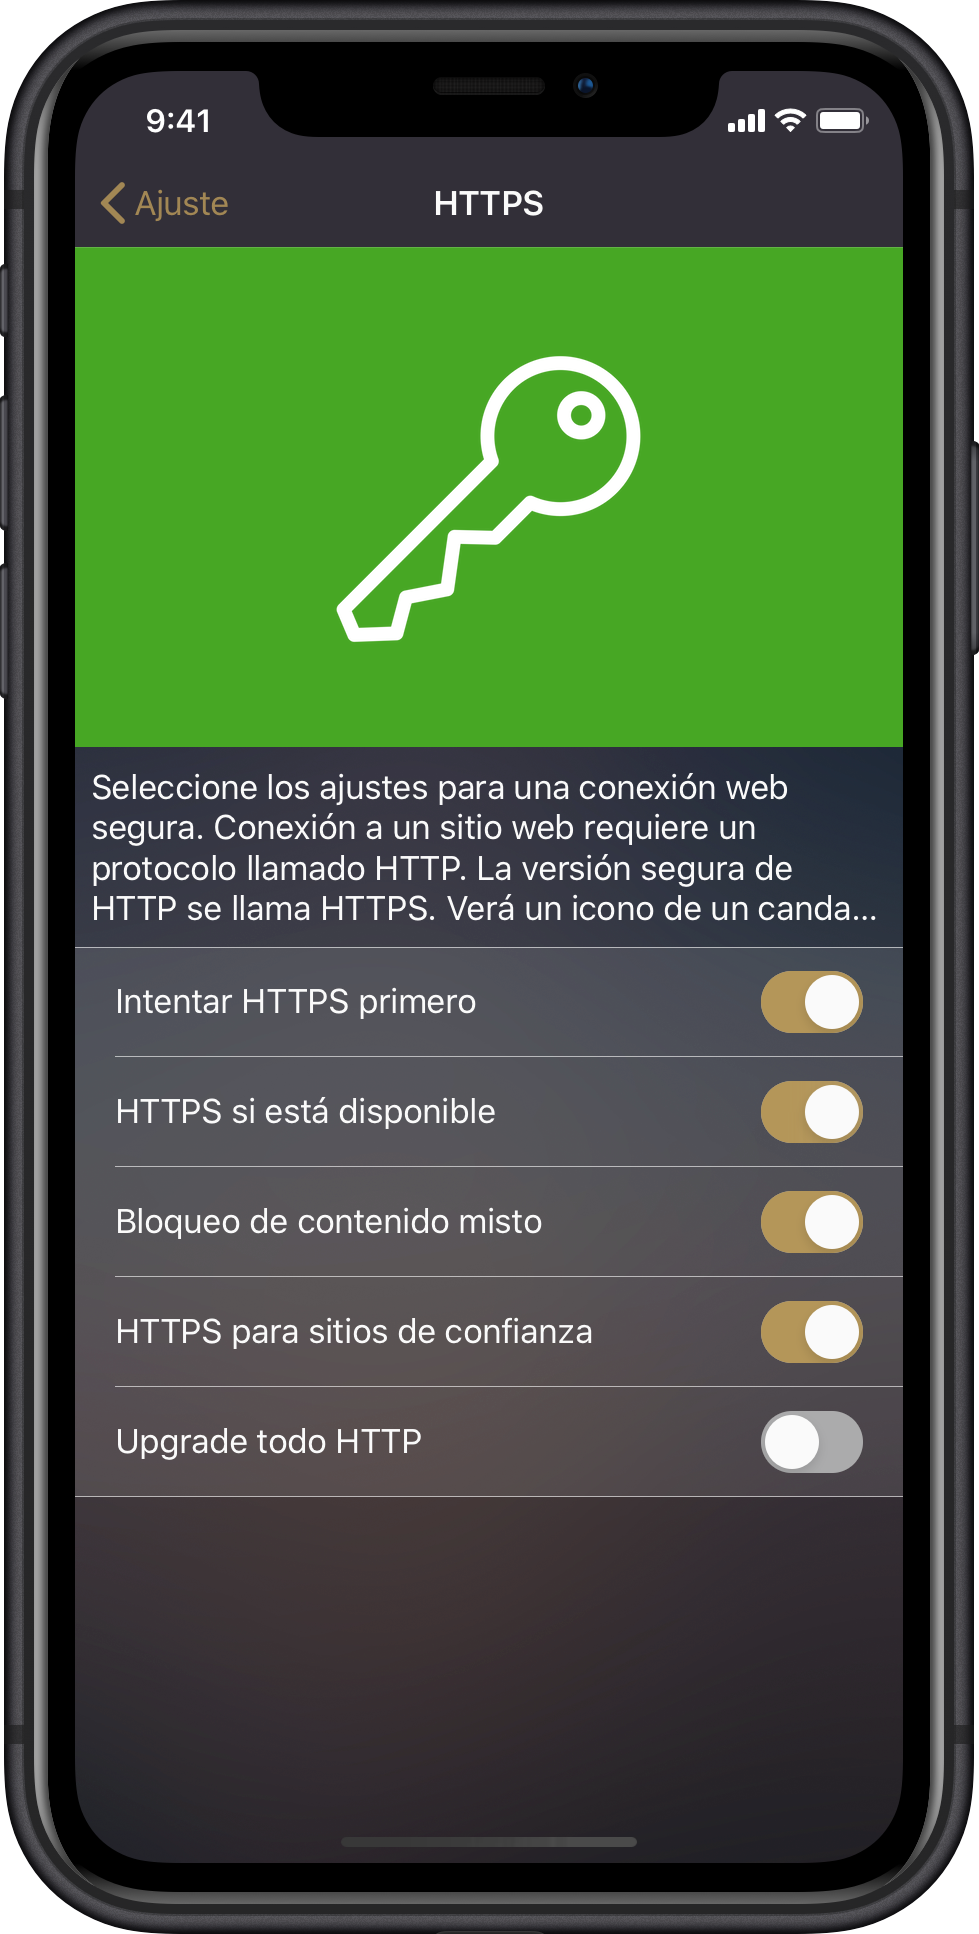 9:41
Ajuste
HTTPS
Seleccione los ajustes para una conexión web
segura. Conexión a un sitio web requiere un
protocolo llamado HTTP. La versión segura de
HTTP se llama HTTPS. Verá un icono de un canda...
Intentar HTTPS primero
HTTPS si está disponible
Bloqueo de contenido misto
HTTPS para sitios de confianza
Upgrade todo HTTP